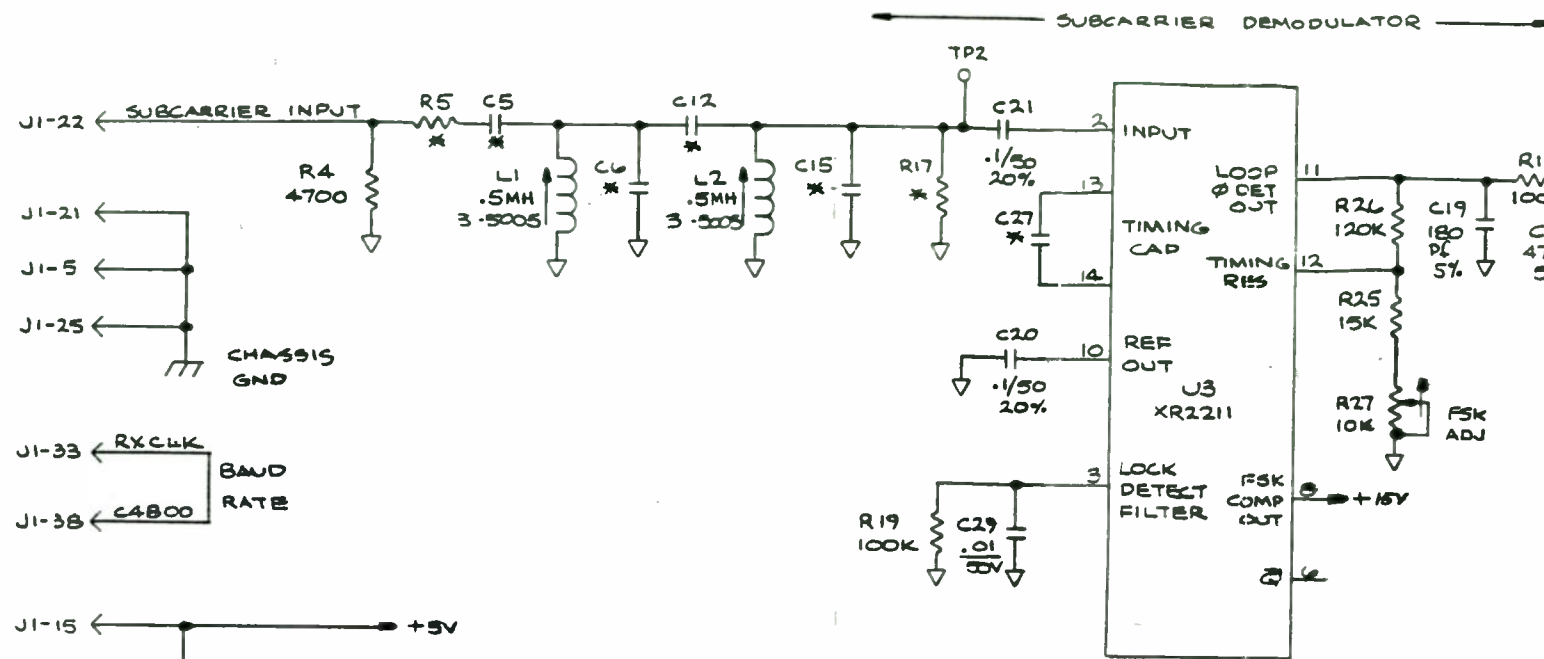 SUBCARRIER DEMODULATOR
TP2
J1-22
SUBCARRIER INPUT
R5
*
C5
*
C12
*
C21
.1/50
20%
2
INPUT
R4
4700
L1
.5MH
3.5005
C6
*
L2
.5MH
3.5005
C15
*
R17
*
13
C27
*
TIMING
CAP
14
LOOP
Ø DET
OUT
11
R26
120K
C19
180
Pf
5%
TIMING
RES
12
R25
15K
J1-21
J1-5
J1-25
CHASSIS
GND
C20
.1/50
20%
10
REF
OUT
U3
XR2211
R27
10K
FSK
ADJ
J1-33
RXCLK
BAUD
RATE
J1-38
C4800
3
LOCK
DETECT
FILTER
FSK
COMP
OUT
8
+15V
R19
100K
C29
.01
50V
Q
6
J1-15
+5V